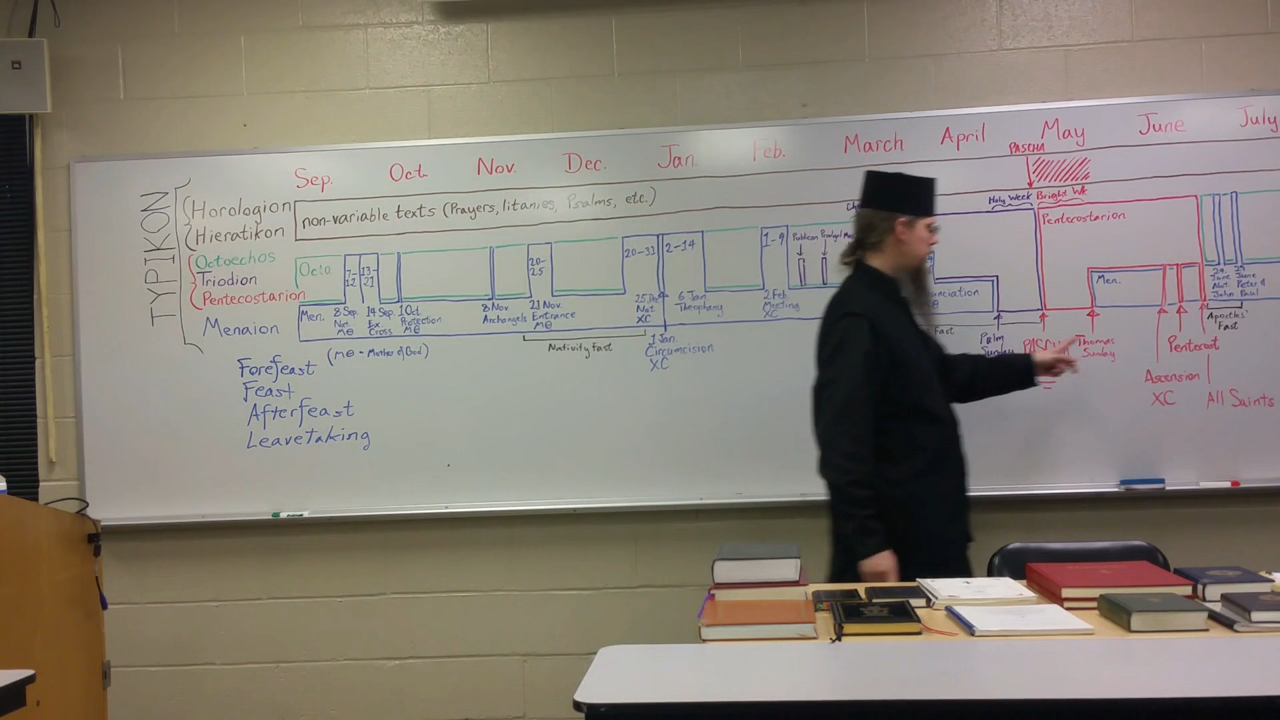 Sep. Oct. Nov. Dec. Jan. Feb. March April May June July
PASCHA
TYPIKON
Horologion
Hieratikon
non-variable texts (Prayers, litanies, Psalms, etc.)
Holy Week Bright Wk
Octoechos
Triodion
Pentecostarion
Menaion
Octo
7-12
13-21
20-25
20-31
2-14
1-9
Publican
Pentecostarion
Men.
Men.
8 Sep. Nat. MΘ
14 Sep. Ex. Cross
1 Oct. Protection MΘ
8 Nov. Archangels
21 Nov. Entrance MΘ
25 Dec. Nat. XC
6 Jan. Theophany
2 Feb. Meeting XC
1 Jan. Circumcision XC
Nativity Fast
nunciation
Fast
Palm Sunday
PASCHA
Thomas Sunday
Ascension XC
Pentecost
All Saints
Apostles' Fast
24 June Nat. John
29 June Peter & Paul
(MΘ - Mother of God)
Forefeast
Feast
Afterfeast
Leavetaking